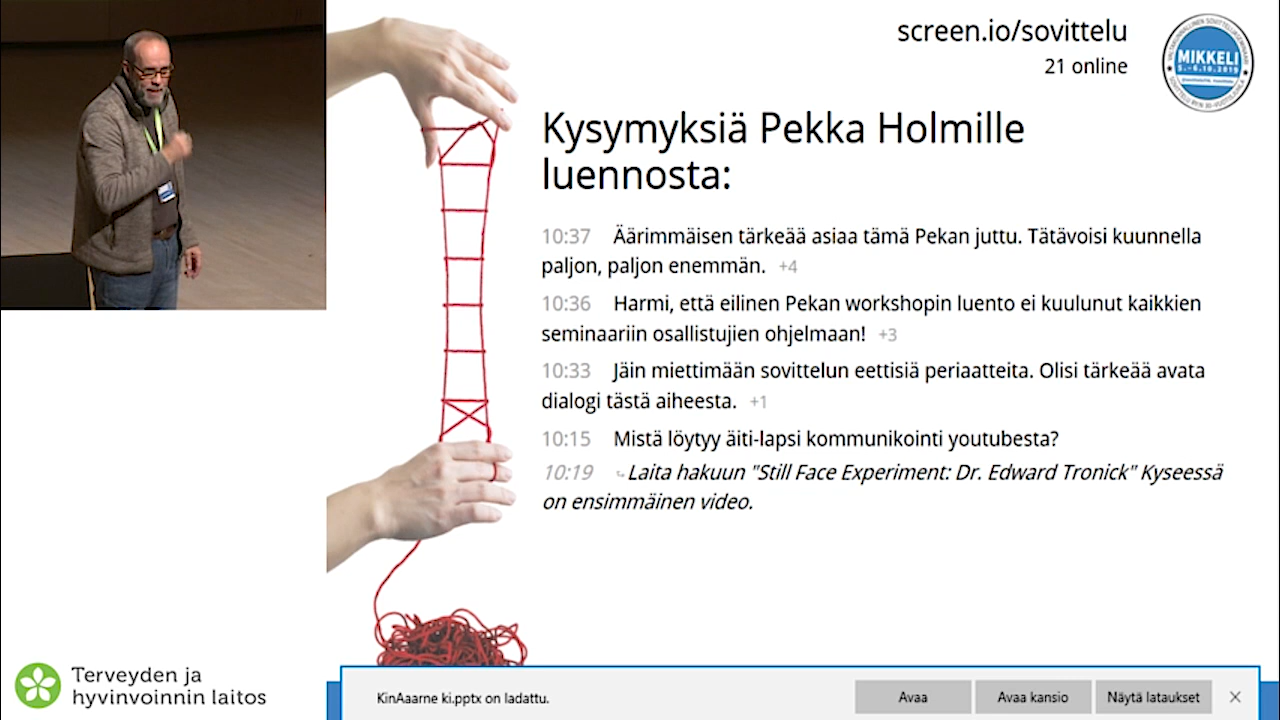 screen.io/sovittelu
21 online
MIKKELI
5.-6.10.2019
Kysymyksiä Pekka Holmille
luennosta:
10:37 Äärimmäisen tärkeää asiaa tämä Pekan juttu. Tätävoisi kuunnella
paljon, paljon enemmän. +4
10:36 Harmi, että eilinen Pekan workshopin luento ei kuulunut kaikkien
seminaariin osallistujien ohjelmaan! +3
10:33 Jäin miettimään sovittelun eettisiä periaatteita. Olisi tärkeää avata
dialogi tästä aiheesta. +1
10:15 Mistä löytyy äiti-lapsi kommunikointi youtubesta?
10:19 Laita hakuun "Still Face Experiment: Dr. Edward Tronick" Kyseessä
on ensimmäinen video.
Terveyden ja
hyvinvoinnin laitos
KinAaarne ki.pptx on ladattu.
Avaa
Avaa kansio
Näytä lataukset